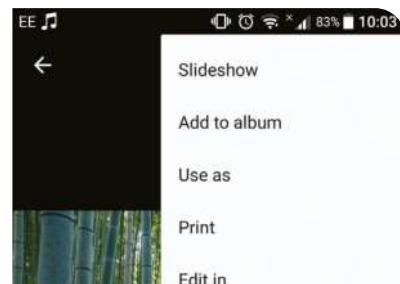 EE 83% 10:03
Slideshow
Add to album
Use as
Print
Edit in